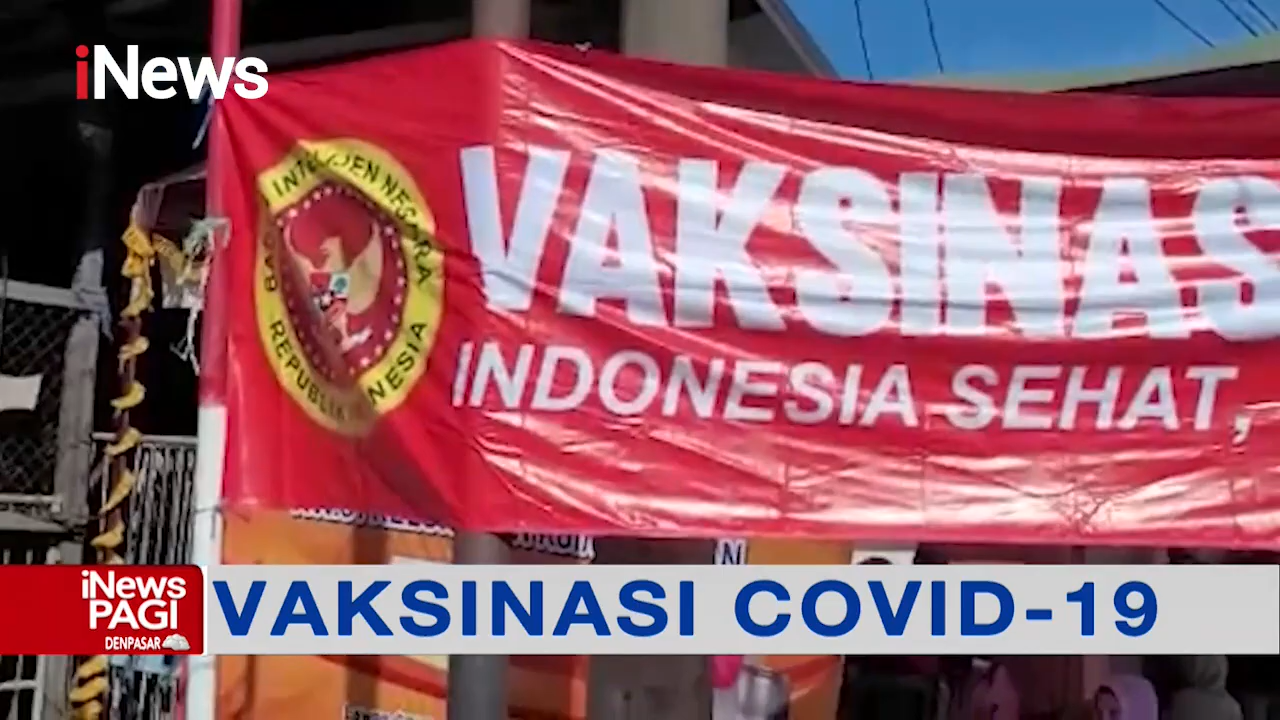 iNews
INTELIJEN NEGARA
REPUBLIK INDONESIA
VAKSINAS
INDONESIA SEHAT,
iNews
PAGI
DENPASAR
VAKSINASI COVID-19